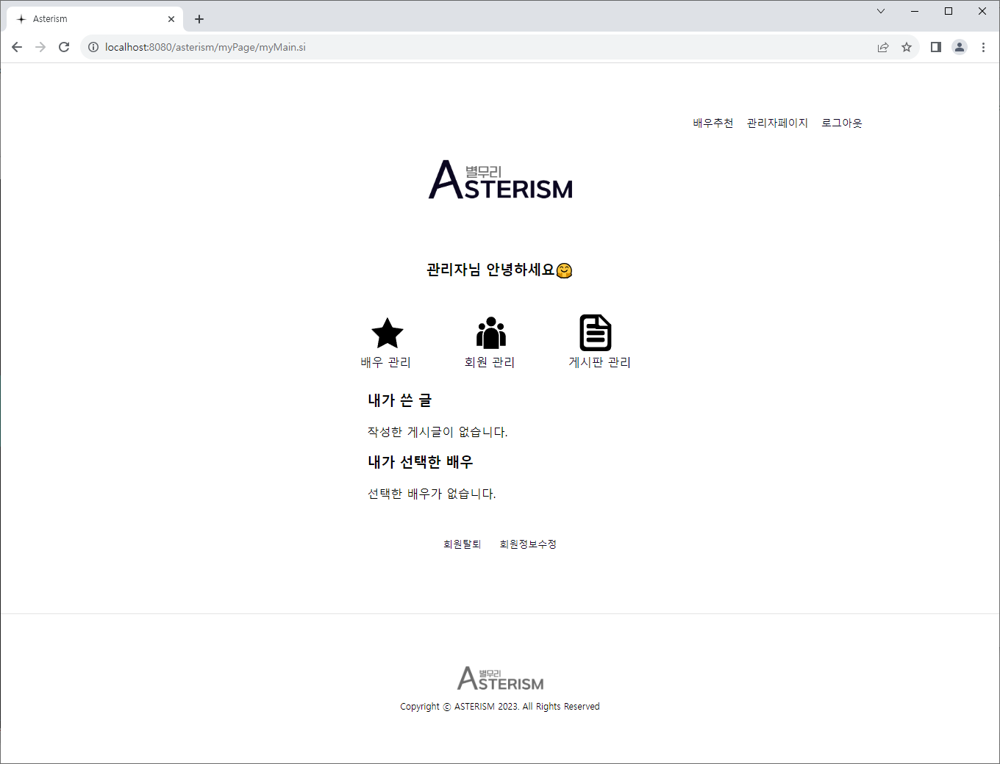 Asterism
localhost:8080/asterism/myPage/myMain.si
배우추천 관리자페이지 로그아웃
별무리
ASTERISM
관리자님 안녕하세요🤗
배우 관리 회원 관리 게시판 관리
내가 쓴 글
작성한 게시글이 없습니다.
내가 선택한 배우
선택한 배우가 없습니다.
회원탈퇴 회원정보수정
별무리
ASTERISM
Copyright ⓒ ASTERISM 2023. All Rights Reserved